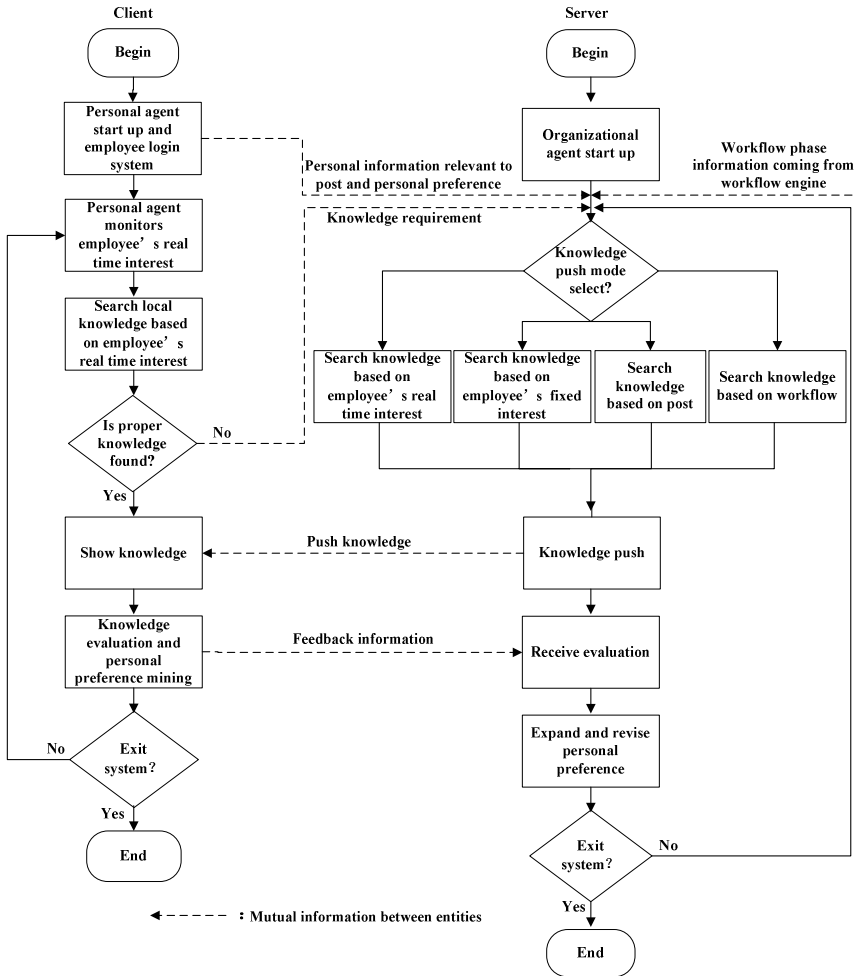 Client
Server
Begin
Begin
Personal agent
start up and
employee login
system
Organizational
agent start up
Personal information relevant to
post and personal preference
Workflow phase
information coming from
workflow engine
Personal agent
monitors
employee’s real
time interest
Knowledge requirement
Knowledge
push mode
select?
Search local
knowledge based
on employee’s
real time interest
Search knowledge
based on
employee’s real
time interest
Search knowledge
based on
employee’s fixed
interest
Search
knowledge
based on post
Search knowledge
based on workflow
Is proper
knowledge
found?
No
Yes
Show knowledge
Push knowledge
Knowledge push
Knowledge
evaluation and
personal
preference mining
Feedback information
Receive evaluation
Expand and revise
personal
preference
No
Exit
system?
Yes
End
Exit
system?
No
Yes
End
: Mutual information between entities